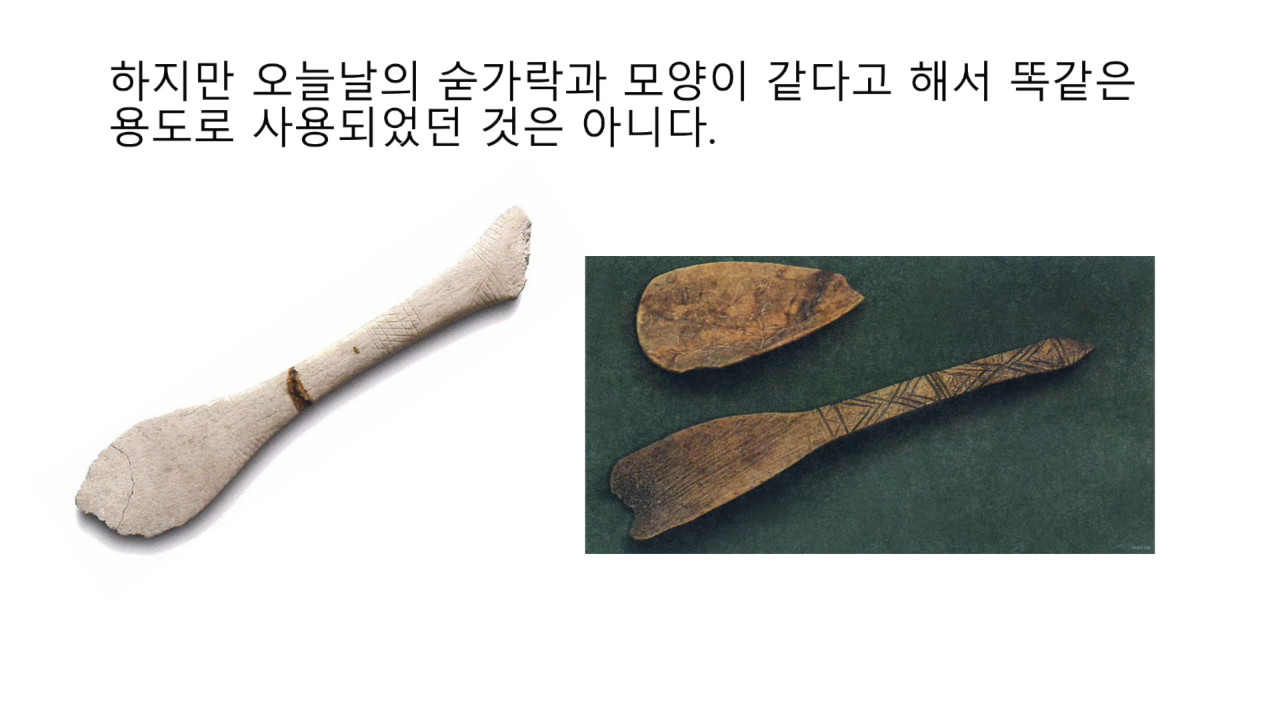 하지만 오늘날의 숟가락과 모양이 같다고 해서 똑같은
용도로 사용되었던 것은 아니다.